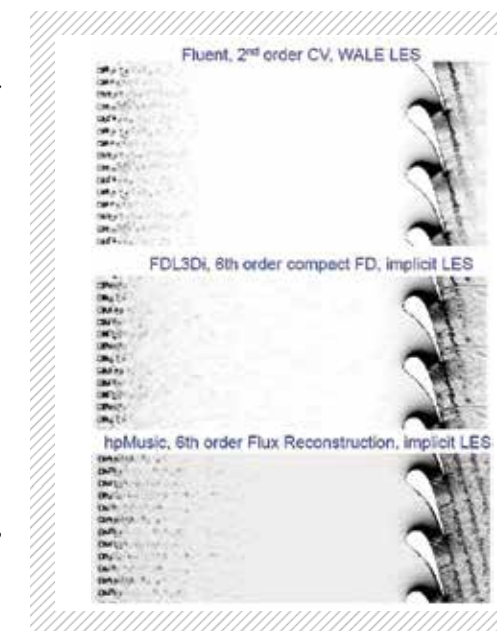 Fluent, 2nd order CV, WALE LES
FDL3Di, 6th order compact FD, implicit LES
hpMusic, 6th order Flux Reconstruction, implicit LES